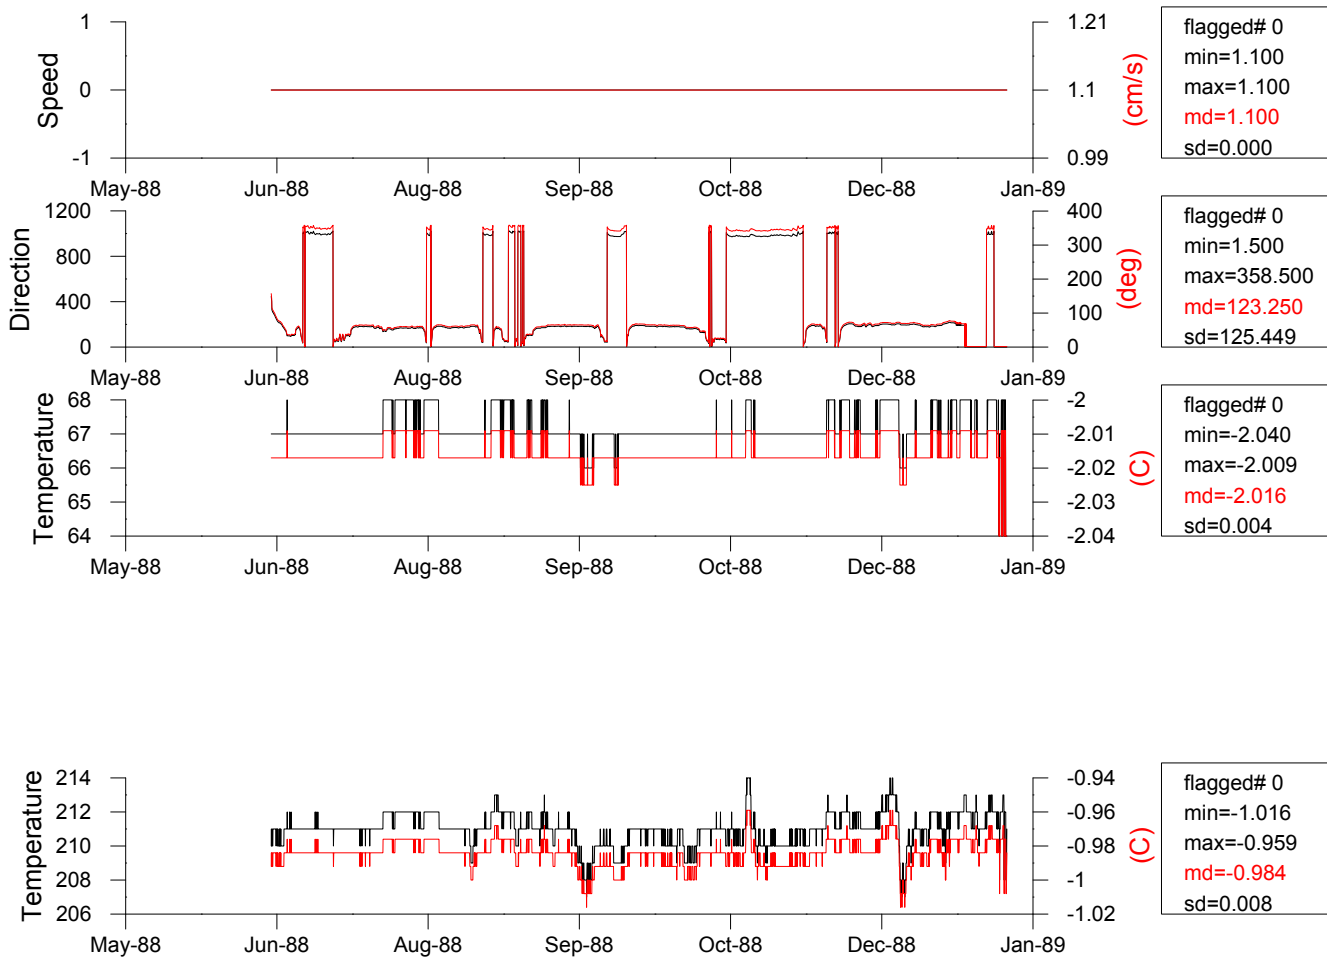 Speed
1
0
-1
1.21
1.1
0.99
(cm/s)
May-88 Jun-88 Aug-88 Sep-88 Oct-88 Dec-88 Jan-89
flagged# 0
min=1.100
max=1.100
md=1.100
sd=0.000
Direction
1200
800
400
0
400
300
200
100
0
(deg)
May-88 Jun-88 Aug-88 Sep-88 Oct-88 Dec-88 Jan-89
flagged# 0
min=1.500
max=358.500
md=123.250
sd=125.449
Temperature
68
67
66
65
64
-2
-2.01
-2.02
-2.03
-2.04
(C)
May-88 Jun-88 Aug-88 Sep-88 Oct-88 Dec-88 Jan-89
flagged# 0
min=-2.040
max=-2.009
md=-2.016
sd=0.004
Temperature
214
212
210
208
206
-0.94
-0.96
-0.98
-1
-1.02
(C)
May-88 Jun-88 Aug-88 Sep-88 Oct-88 Dec-88 Jan-89
flagged# 0
min=-1.016
max=-0.959
md=-0.984
sd=0.008